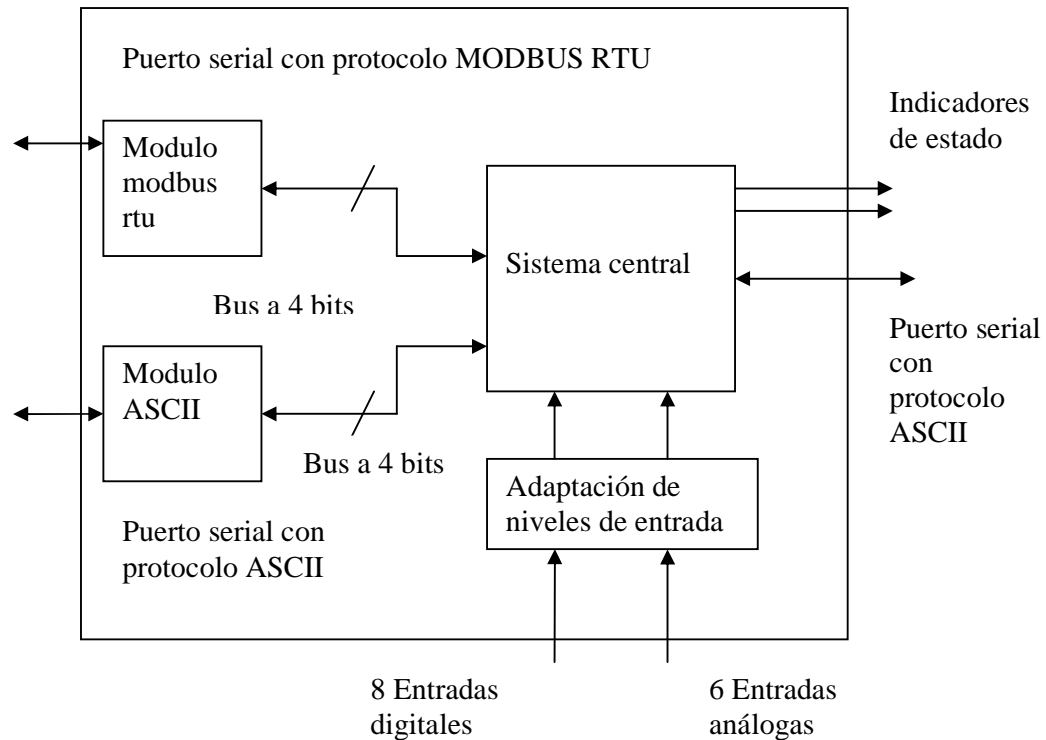 Puerto serial con protocolo MODBUS RTU
Indicadores
de estado
Modulo
modbus
rtu
Sistema central
Bus a 4 bits
Puerto serial
con
protocolo
ASCII
Modulo
ASCII
Bus a 4 bits
Adaptación de
niveles de entrada
Puerto serial con
protocolo ASCII
8 Entradas
digitales
6 Entradas
análogas